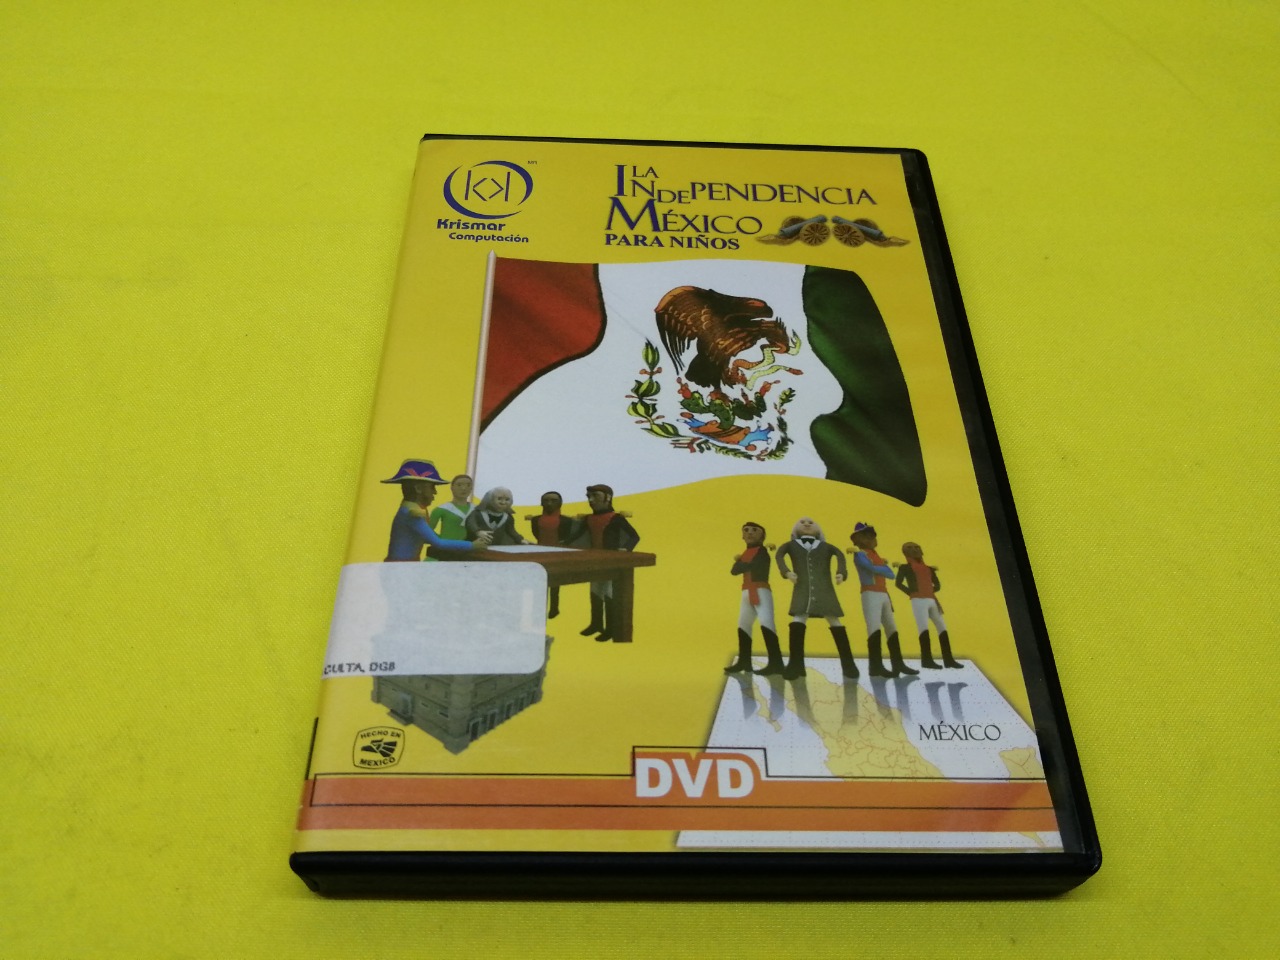 Krismar
Computación
LA
INDEPENDENCIA
MÉXICO
PARA NIÑOS
CULTA, DGB
HECHO EN
MEXICO
MÉXICO
DVD